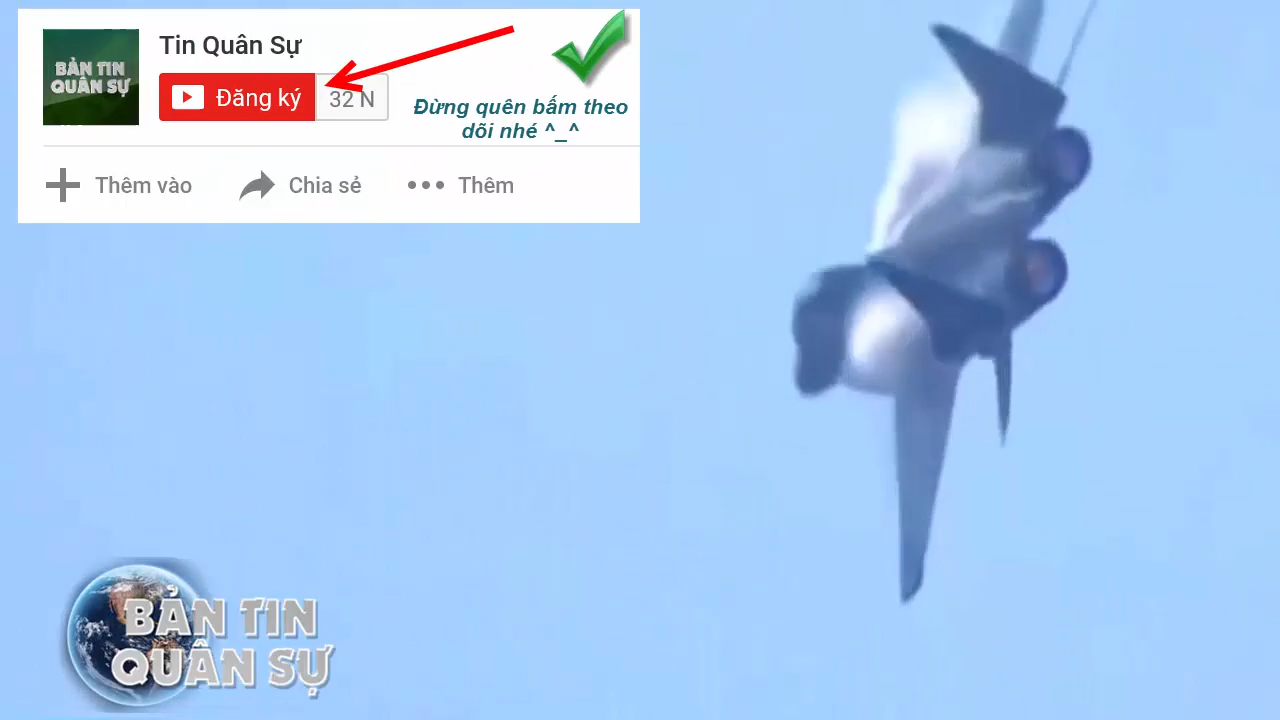 BẢN TIN
QUÂN SỰ
Tin Quân Sự
Đăng ký
32 N
Đừng quên bấm theo
dõi nhé ^_^
Thêm vào
Chia sẻ
Thêm
BẢN TIN
QUÂN SỰ